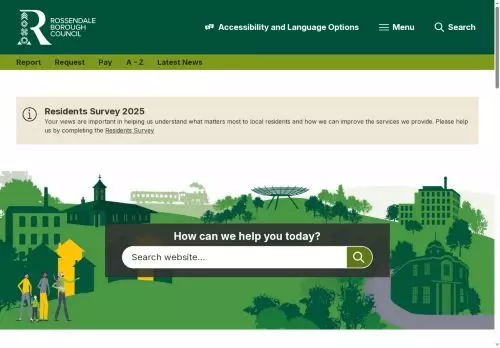 ROSSENDALE
BOROUGH
COUNCIL
Accessibility and Language Options
Menu
Search
Report
Request
Pay
A - Z
Latest News
Residents Survey 2025
Your views are important in helping us understand what matters most to local residents and how we can improve the services we provide. Please help
us by completing the Residents Survey
How can we help you today?
Search website...